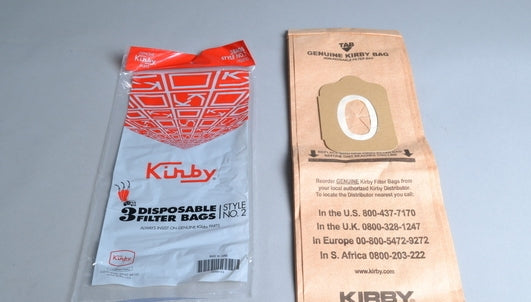 Kirby
Kirby
3 DISPOSABLE
FILTER BAGS
STYLE
NO. 2
ALWAYS INSIST ON GENUINE Kirby PARTS
TAB
GENUINE KIRBY BAG
Reorder GENUINE Kirby Filter Bags from
your local authorized Kirby Distributor.
To locate the Distributor nearest you call:
In the U.S. 800-437-7170
In the U.K. 0800-328-1247
In Europe 00-800-5472-9272
In S. Africa 0800-203-222
www.kirby.com
KIRBY